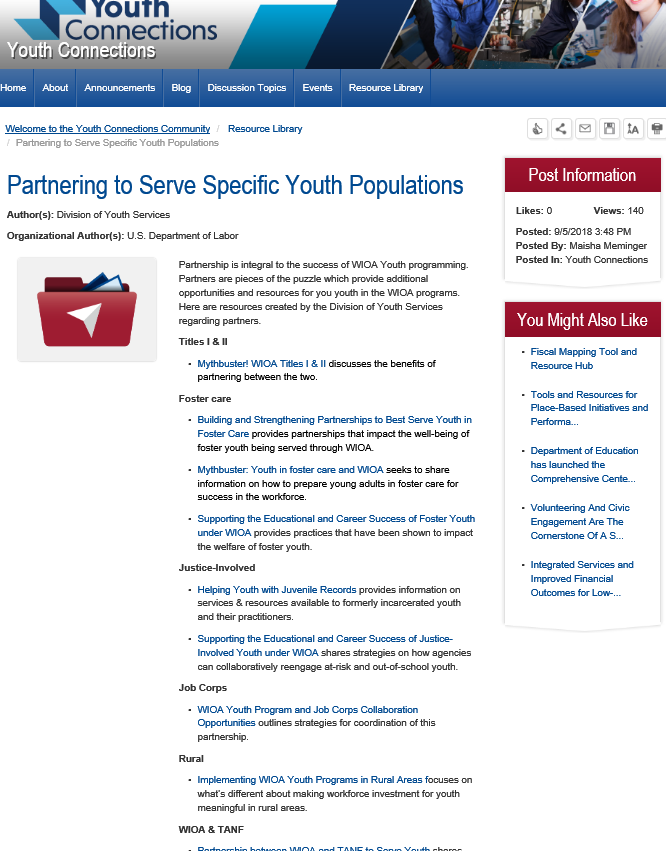 Youth
Connections
Youth Connections
Home
About
Announcements
Blog
Discussion Topics
Events
Resource Library
Welcome to the Youth Connections Community / Resource Library
/ Partnering to Serve Specific Youth Populations
Partnering to Serve Specific Youth Populations
Author(s): Division of Youth Services
Organizational Author(s): U.S. Department of Labor
Partnership is integral to the success of WIOA Youth programming.
Partners are pieces of the puzzle which provide additional
opportunities and resources for you youth in the WIOA programs.
Here are resources created by the Division of Youth Services
regarding partners.
Titles I & II
• Mythbuster! WIOA Titles I & II discusses the benefits of
partnering between the two.
Foster care
• Building and Strengthening Partnerships to Best Serve Youth in
Foster Care provides partnerships that impact the well-being of
foster youth being served through WIOA.
• Mythbuster: Youth in foster care and WIOA seeks to share
information on how to prepare young adults in foster care for
success in the workforce.
• Supporting the Educational and Career Success of Foster Youth
under WIOA provides practices that have been shown to impact
the welfare of foster youth.
Justice-Involved
• Helping Youth with Juvenile Records provides information on
services & resources available to formerly incarcerated youth
and their practitioners.
• Supporting the Educational and Career Success of Justice-
Involved Youth under WIOA shares strategies on how agencies
can collaboratively reengage at-risk and out-of-school youth.
Job Corps
• WIOA Youth Program and Job Corps Collaboration
Opportunities outlines strategies for coordination of this
partnership.
Rural
• Implementing WIOA Youth Programs in Rural Areas focuses on
what's different about making workforce investment for youth
meaningful in rural areas.
WIOA & TANF
• Partnership between WIOA and TANF to Serve Youth shares
Post Information
Likes: 0 Views: 140
Posted: 9/5/2018 3:48 PM
Posted By: Maisha Meminger
Posted In: Youth Connections
You Might Also Like
• Fiscal Mapping Tool and
Resource Hub
• Tools and Resources for
Place-Based Initiatives and
Performa...
• Department of Education
has launched the
Comprehensive Cente...
• Volunteering And Civic
Engagement Are The
Cornerstone Of A S...
• Integrated Services and
Improved Financial
Outcomes for Low-...